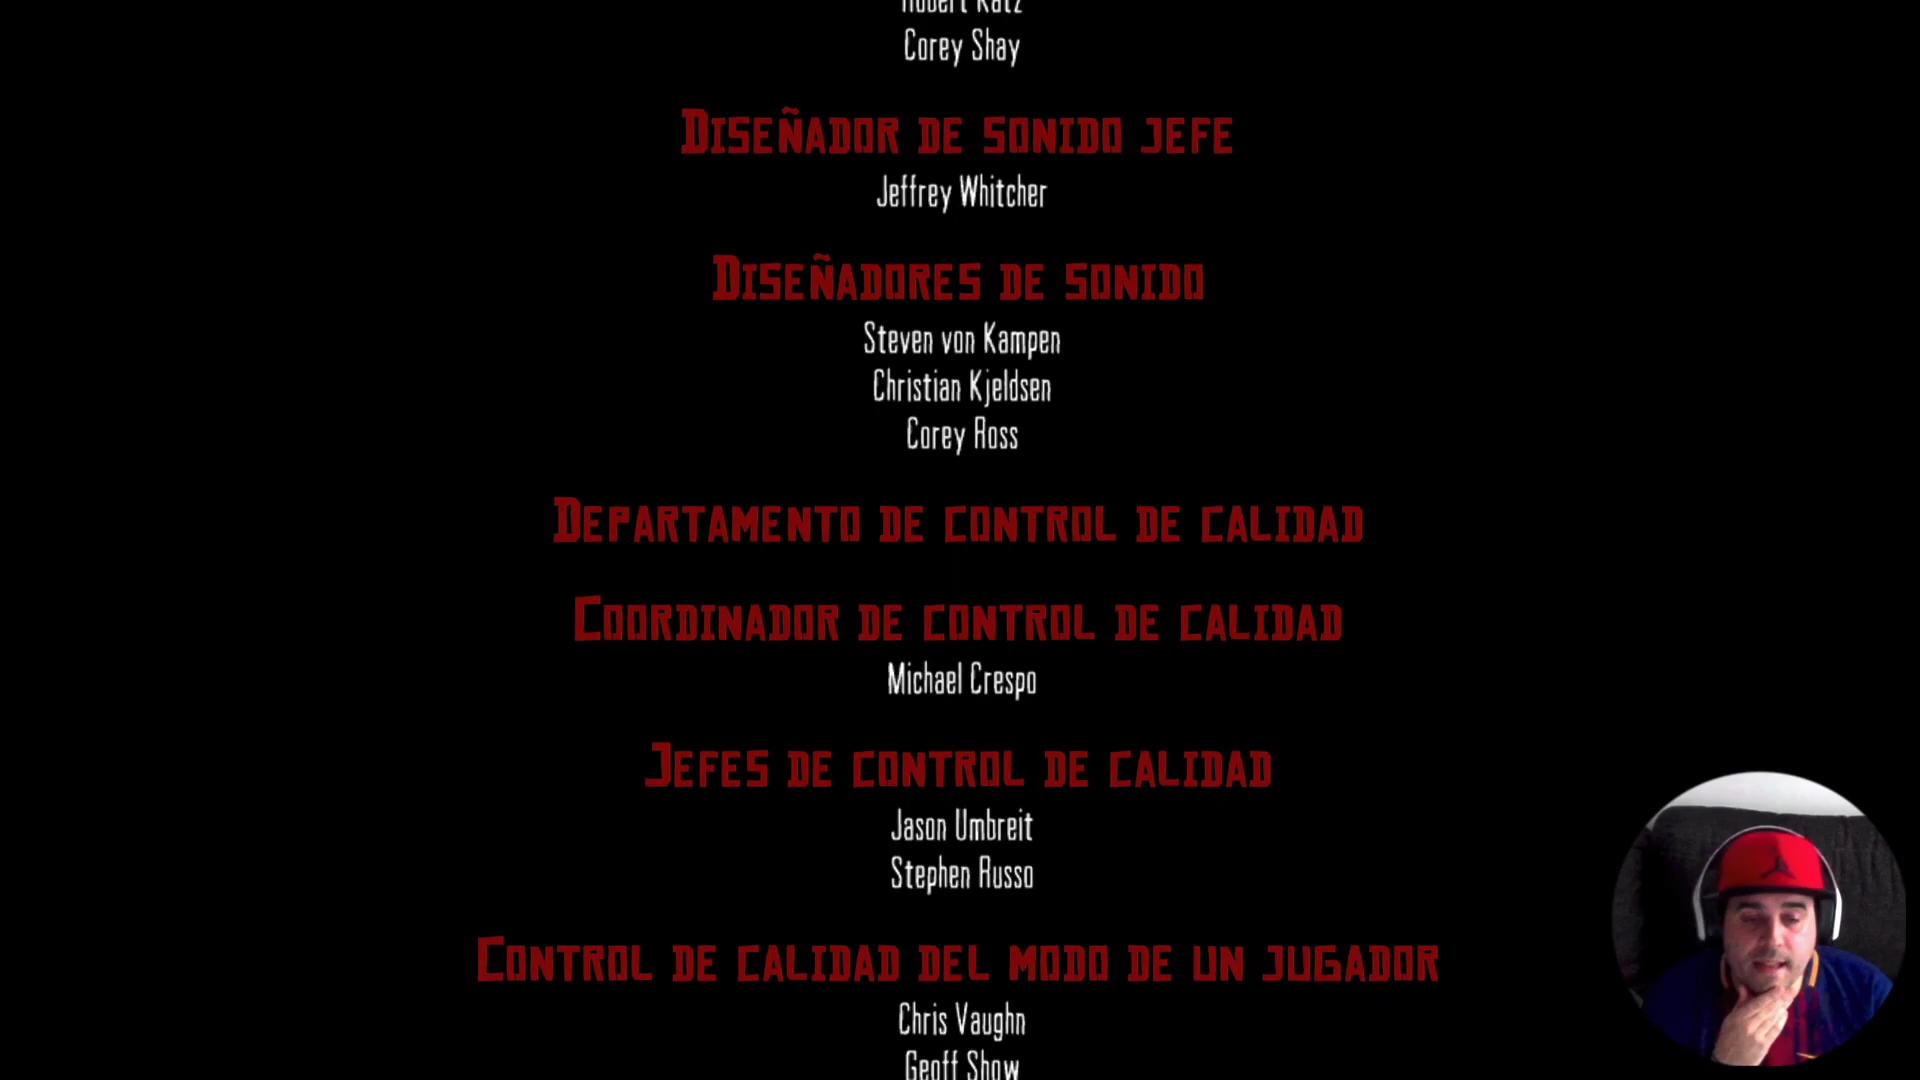 Robert Katz
Corey Shay
Diseñador de sonido jefe
Jeffrey Whitcher
Diseñadores de sonido
Steven von Kampen
Christian Kjeldsen
Corey Ross
Departamento de control de calidad
Coordinador de control de calidad
Michael Crespo
Jefes de control de calidad
Jason Umbreit
Stephen Russo
Control de calidad del modo de un jugador
Chris Vaughn
Geoff Show